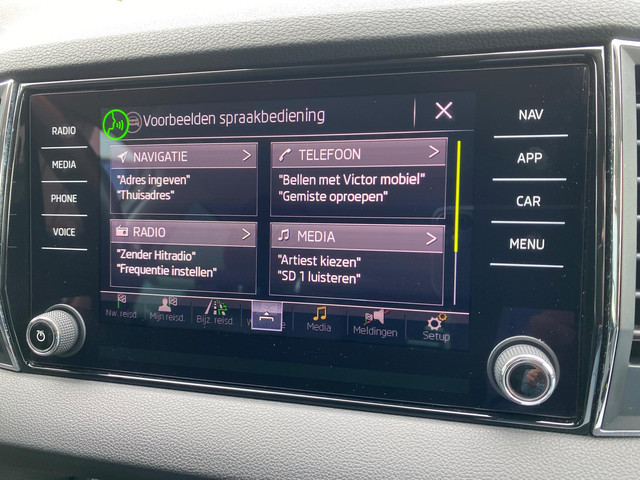 Voorbeelden spraakbediening
RADIO
MEDIA
PHONE
VOICE
NAVIGATIE
"Adres ingeven"
"Thuisadres"
TELEFOON
"Bellen met Victor mobiel"
"Gemiste oproepen"
RADIO
"Zender Hitradio"
"Frequentie instellen"
MEDIA
"Artiest kiezen"
"SD 1 luisteren"
Nw. reisd.
Mijn reisd.
Bijz. reisd.
Media
Meldingen
Setup
NAV
APP
CAR
MENU